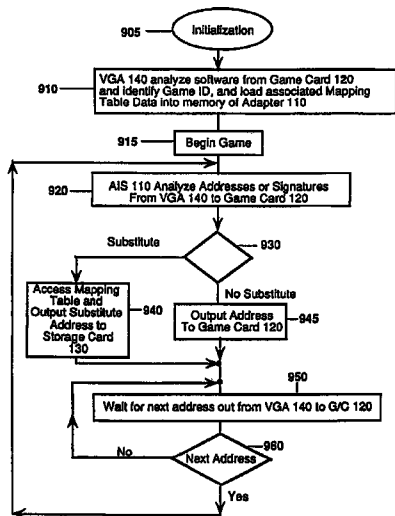 905
Initialization
910
VGA 140 analyze software from Game Card 120
and identify Game ID, and load associated Mapping
Table Data into memory of Adapter 110
915
Begin Game
920
AIS 110 Analyze Addresses or Signatures
From VGA 140 to Game Card 120
Substitute
930
Access Mapping
Table and
Output Substitute
Address to
Storage Card
130
940
No Substitute
Output Address
To Game Card 120
945
950
Wait for next address out from VGA 140 to G/C 120
960
No
Next Address
Yes